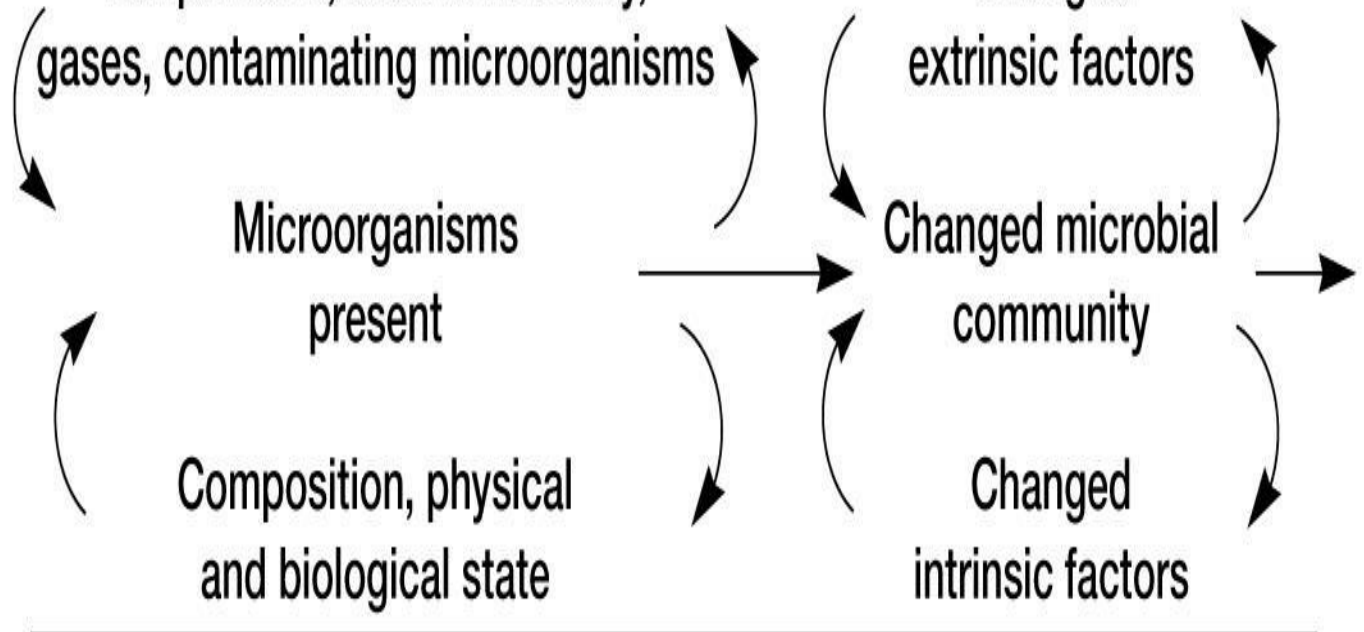 gases, contaminating microorganisms
extrinsic factors
Microorganisms
present
Changed microbial
community
Composition, physical
and biological state
Changed
intrinsic factors